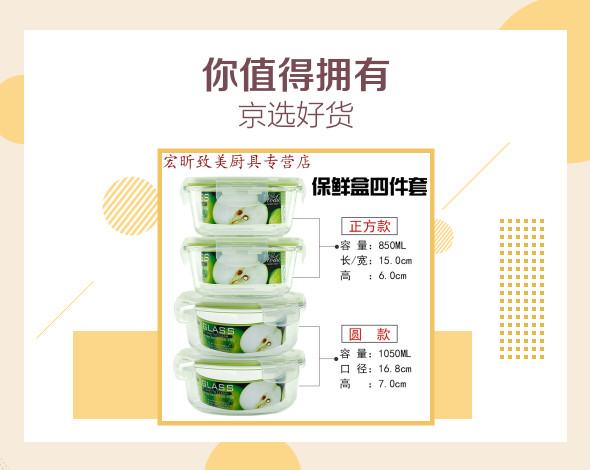 你值得拥有
京选好货
宏昕致美厨具专营店
保鲜盒四件套
正方款
容 量：850ML
长/宽：15.0cm
高 ：6.0cm
GLASS
圆 款
容 量：1050ML
口 径：16.8cm
高 ：7.0cm
GLASS